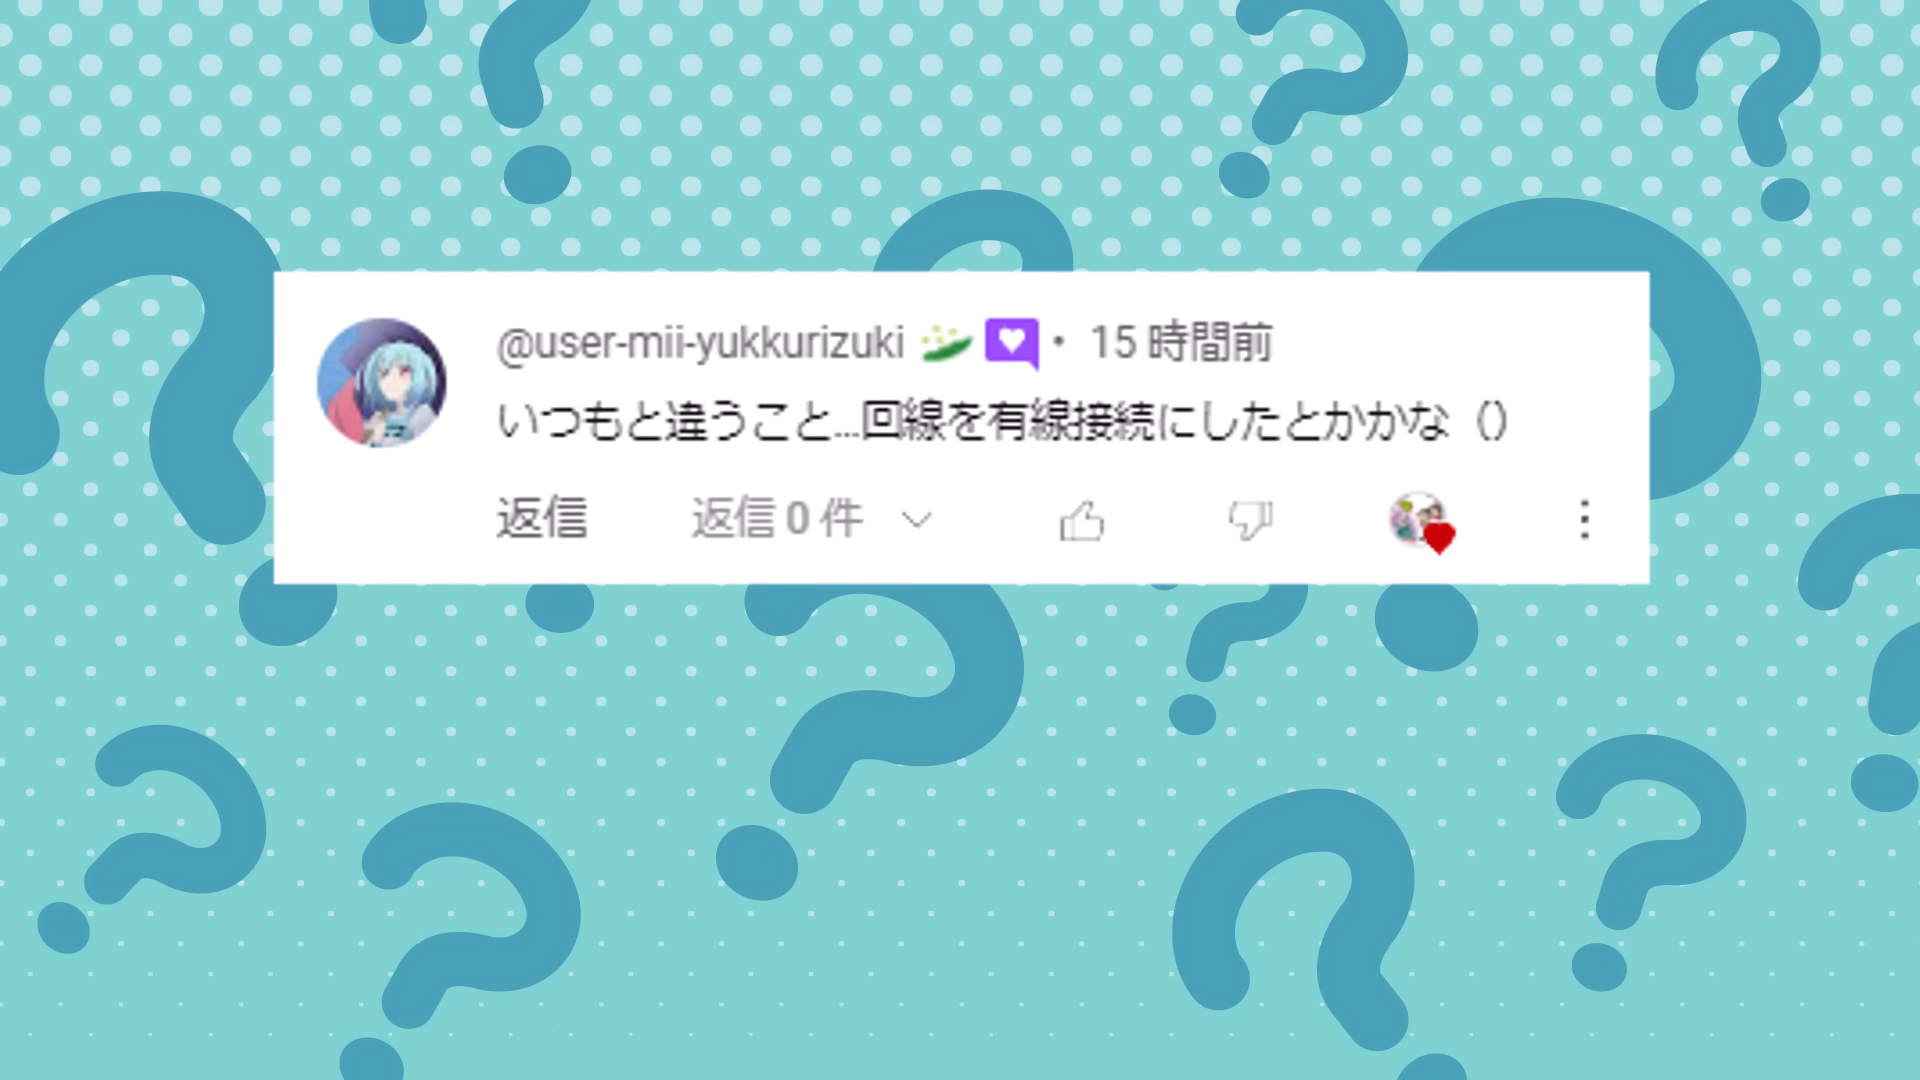 @user-mii-yukkurizuki • 15 時間前
いつもと違うこと...回線を有線接続にしたとかかな（）
返信 返信 0 件